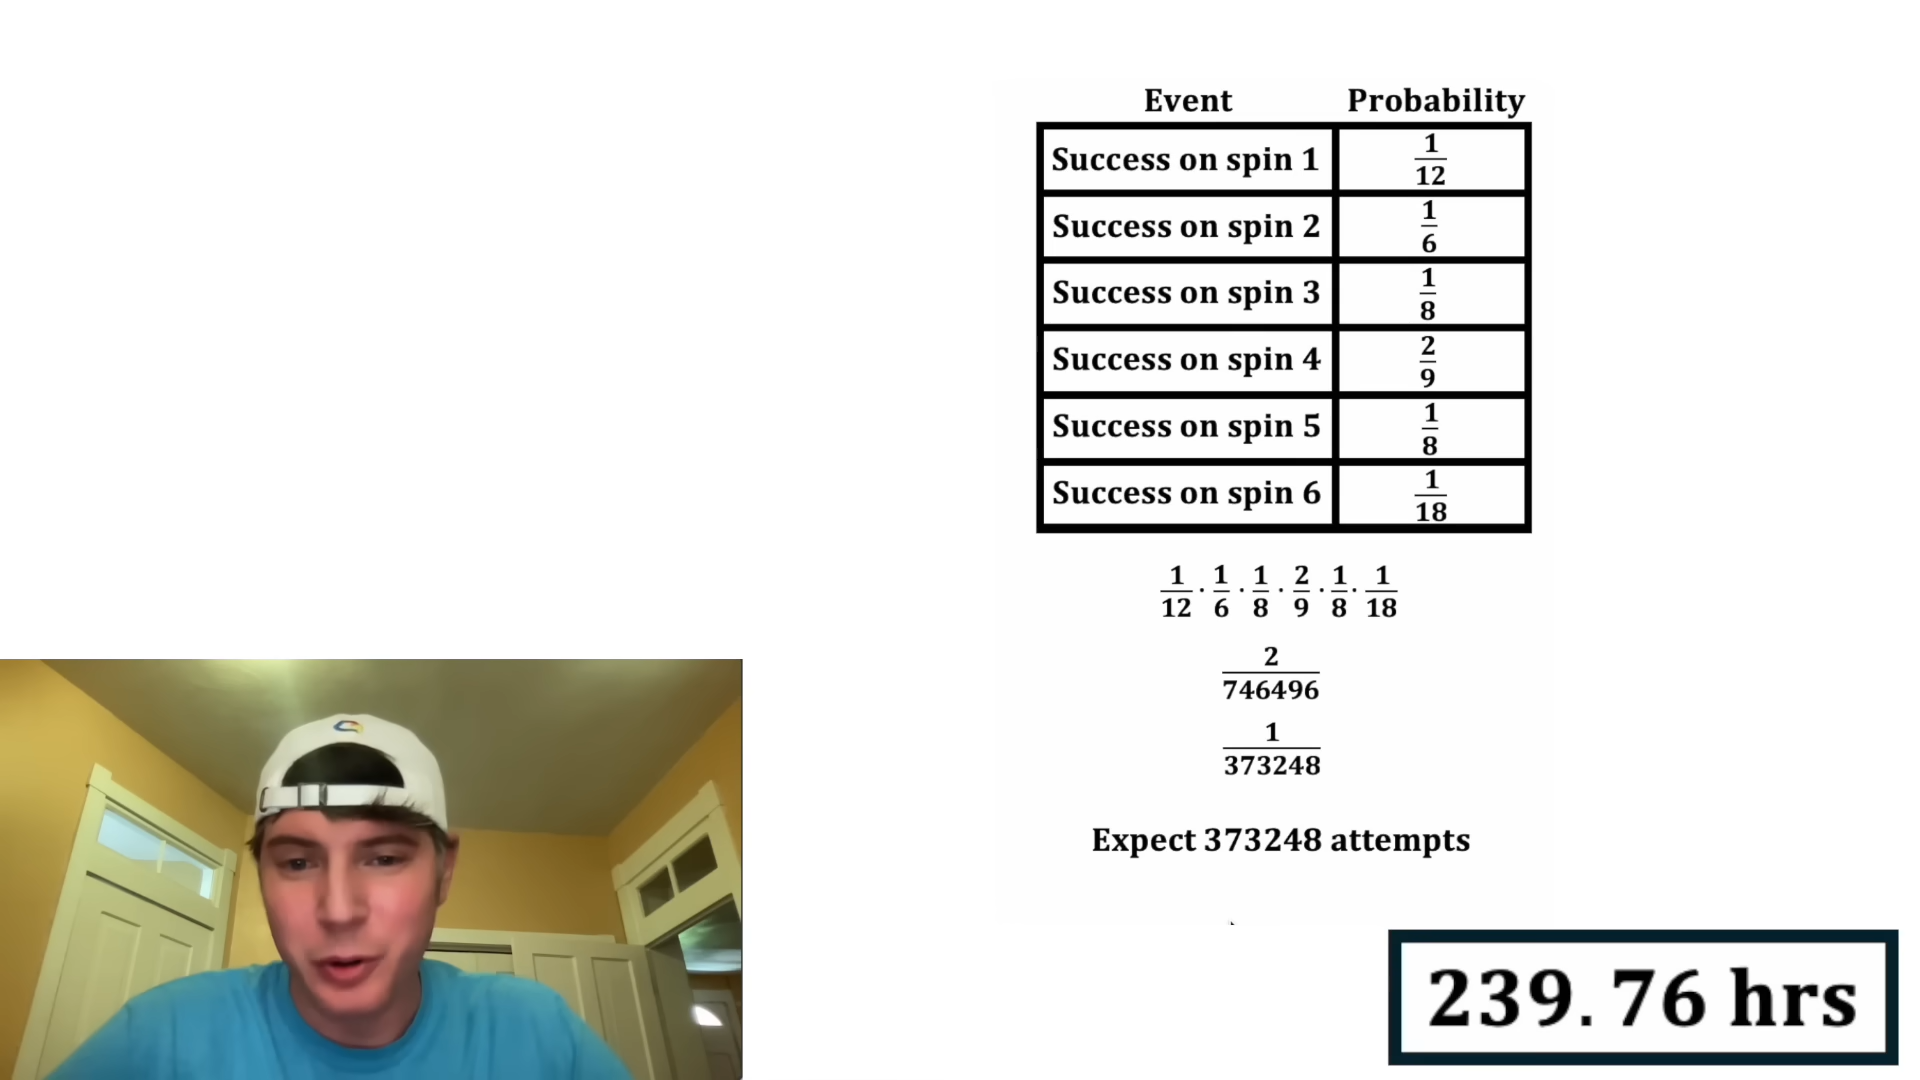 Event Probability
Success on spin 1 1/12
Success on spin 2 1/6
Success on spin 3 1/8
Success on spin 4 2/9
Success on spin 5 1/8
Success on spin 6 1/18
1/12 · 1/6 · 1/8 · 2/9 · 1/8 · 1/18
2/746496
1/373248
Expect 373248 attempts
239.76 hrs